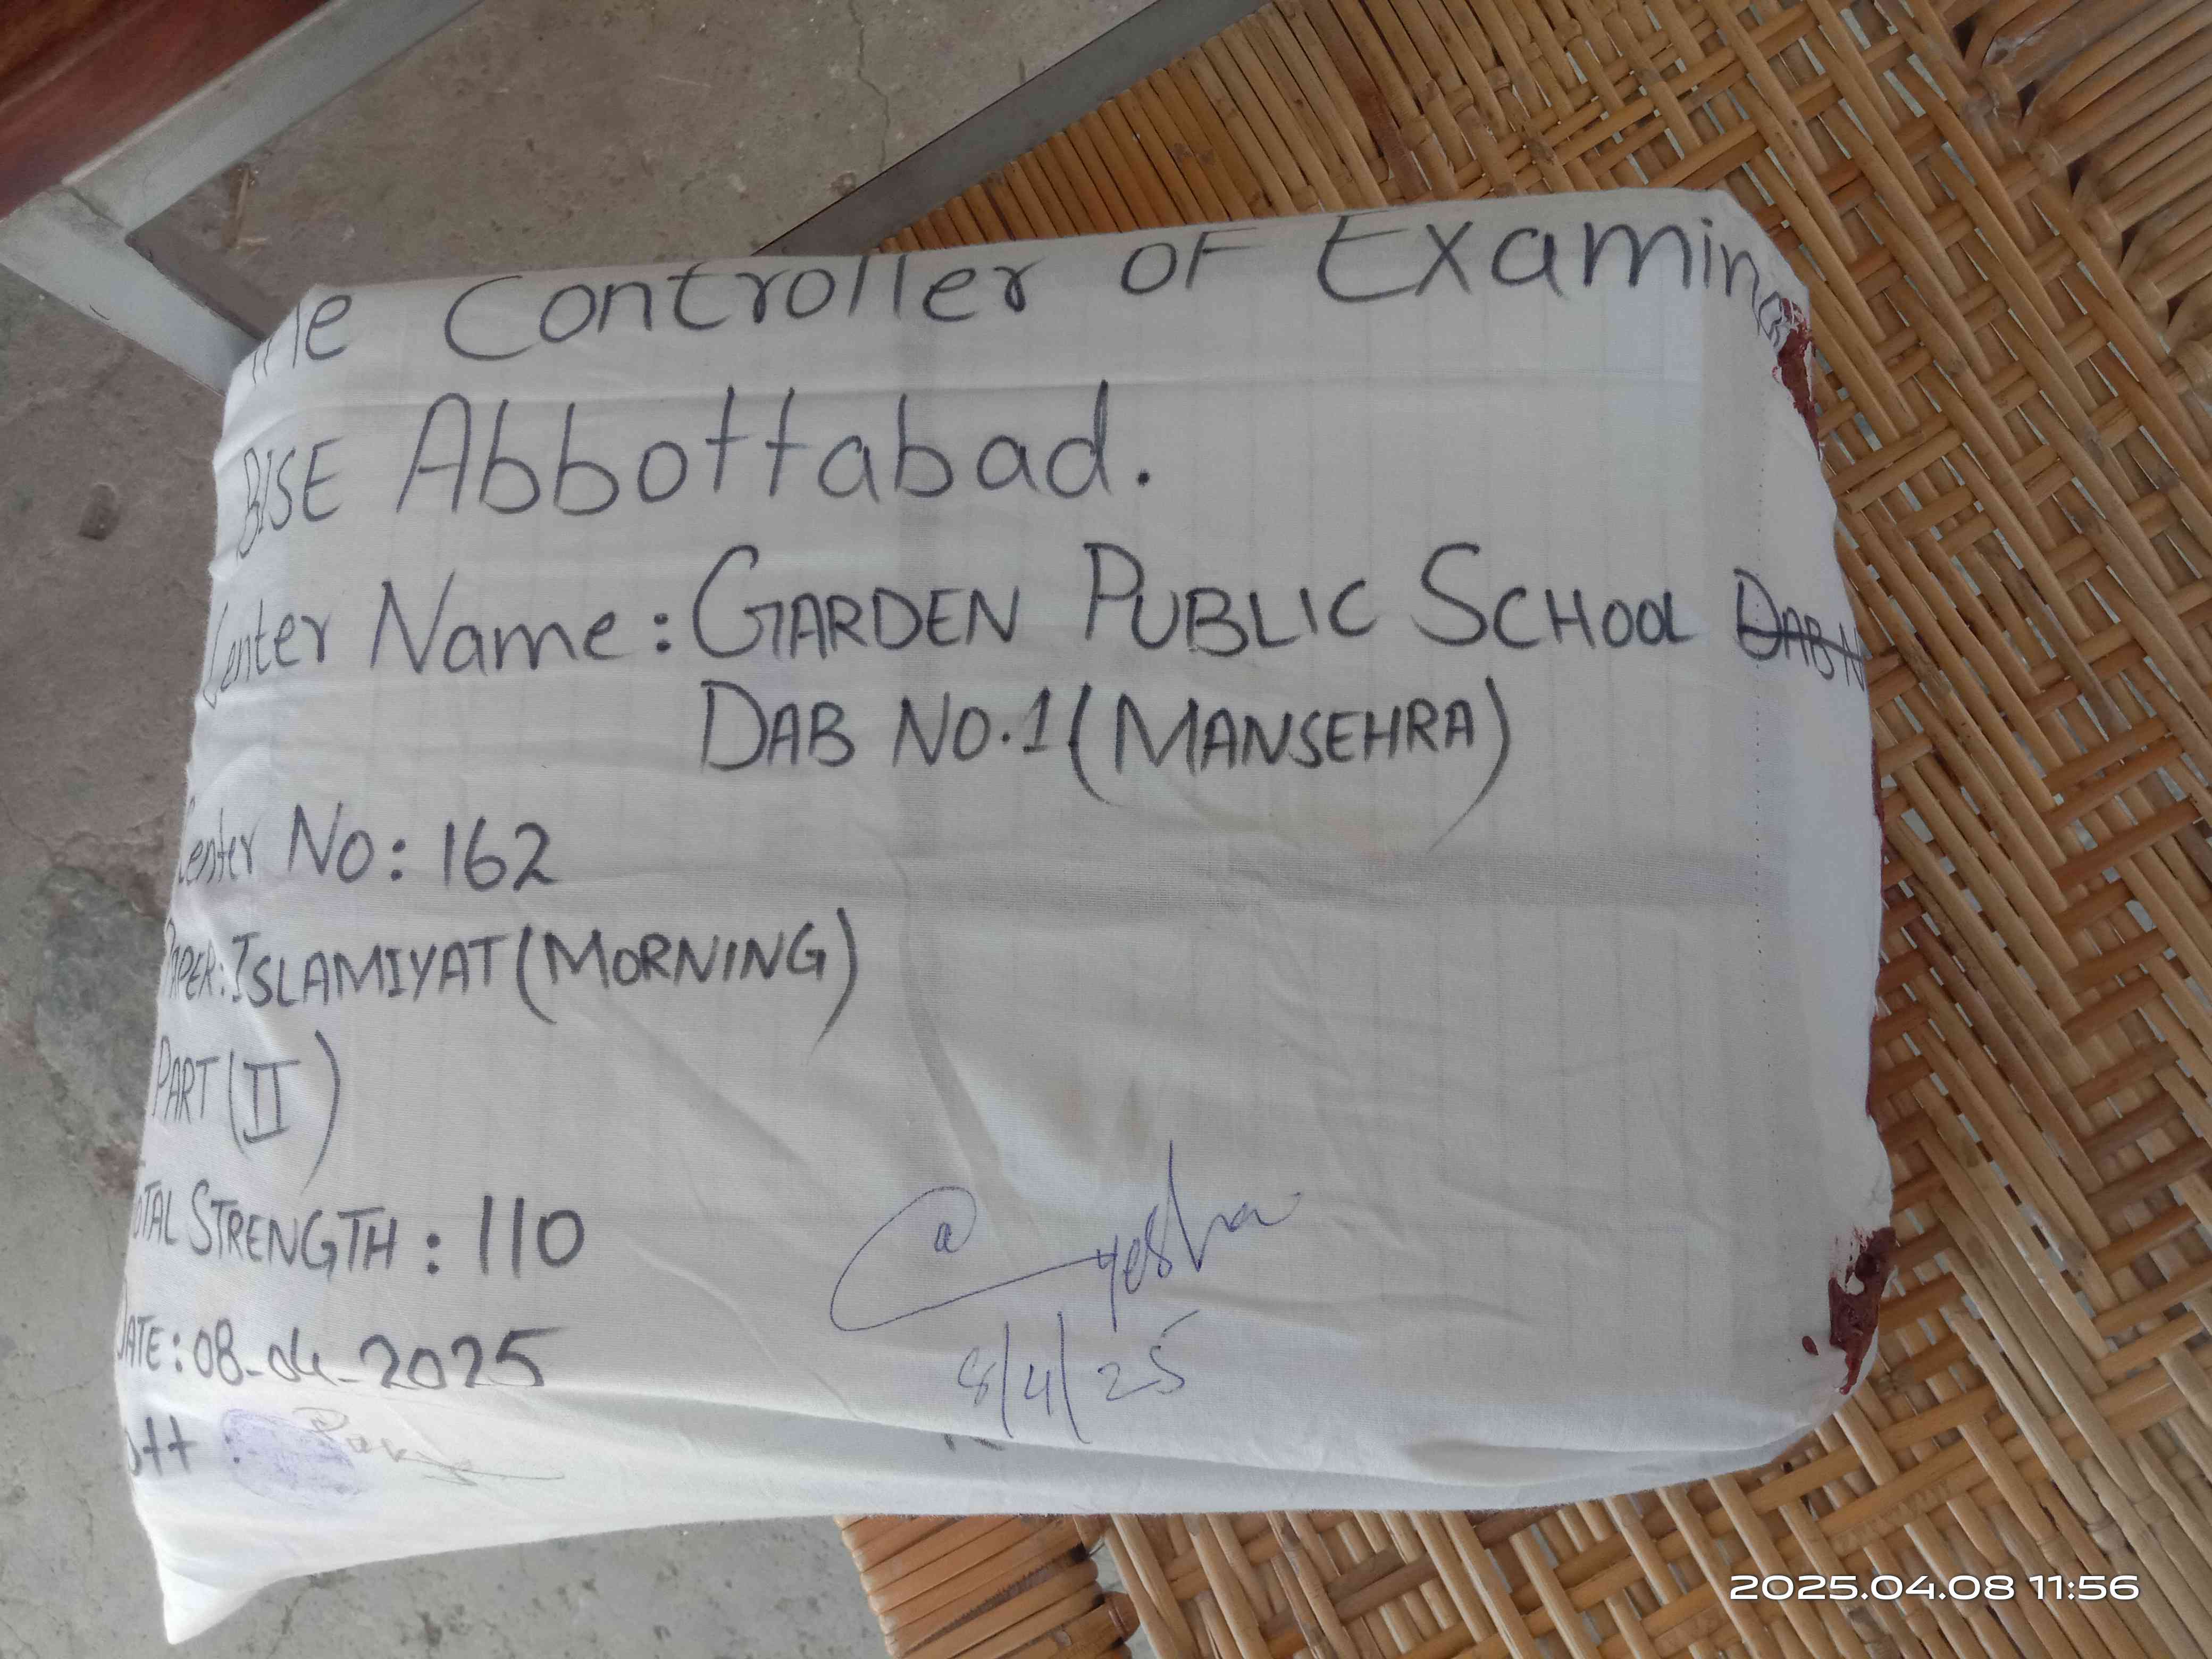 The Controller OF Examina
BISE Abbottabad.
Center Name: GARDEN PUBLIC SCHOOL DAB N
DAB NO.1(MANSEHRA)
Center No: 162
PAPER: ISLAMIYAT(MORNING)
PART(II)
TOTAL STRENGTH: 110
DATE: 08-04-2025
Ayesha
8/4/25
2025.04.08 11:56